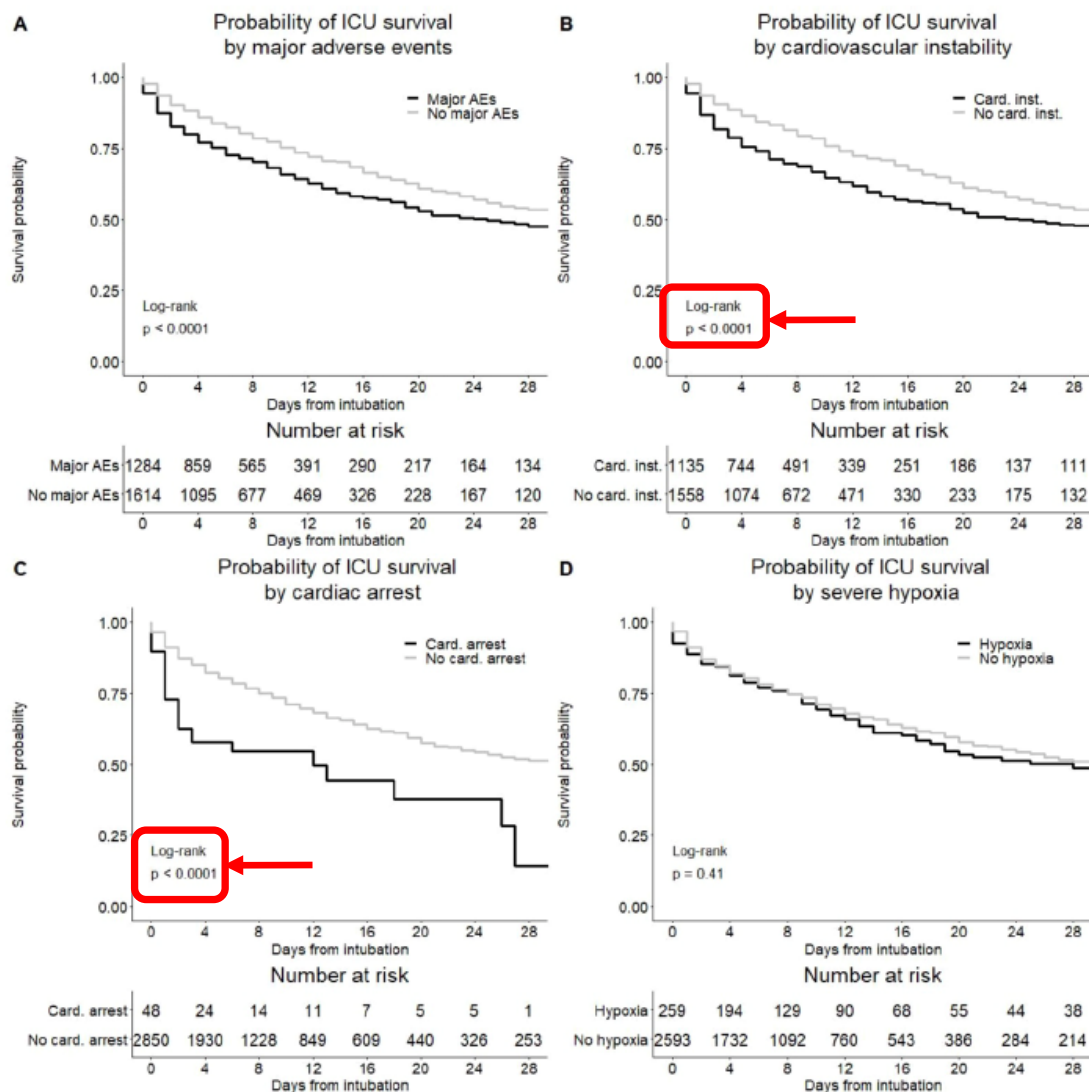 A
Probability of ICU survival
by major adverse events
Survival probability
1.00
0.75
0.50
0.25
0.00
Major AEs
No major AEs
Log-rank
p < 0.0001
0 4 8 12 16 20 24 28
Days from intubation
Number at risk
Major AEs 1284 859 565 391 290 217 164 134
No major AEs 1614 1095 677 469 326 228 167 120
0 4 8 12 16 20 24 28
B
Probability of ICU survival
by cardiovascular instability
Survival probability
1.00
0.75
0.50
0.25
0.00
Card. inst.
No card. inst.
Log-rank
p < 0.0001
0 4 8 12 16 20 24 28
Days from intubation
Number at risk
Card. inst. 1135 744 491 339 251 186 137 111
No card. inst. 1558 1074 672 471 330 233 175 132
0 4 8 12 16 20 24 28
C
Probability of ICU survival
by cardiac arrest
Survival probability
1.00
0.75
0.50
0.25
0.00
Card. arrest
No card. arrest
Log-rank
p < 0.0001
0 4 8 12 16 20 24 28
Days from intubation
Number at risk
Card. arrest 48 24 14 11 7 5 5 1
No card. arrest 2850 1930 1228 849 609 440 326 253
0 4 8 12 16 20 24 28
D
Probability of ICU survival
by severe hypoxia
Survival probability
1.00
0.75
0.50
0.25
0.00
Hypoxia
No hypoxia
Log-rank
p = 0.41
0 4 8 12 16 20 24 28
Days from intubation
Number at risk
Hypoxia 259 194 129 90 68 55 44 38
No hypoxia 2593 1732 1092 760 543 386 284 214
0 4 8 12 16 20 24 28